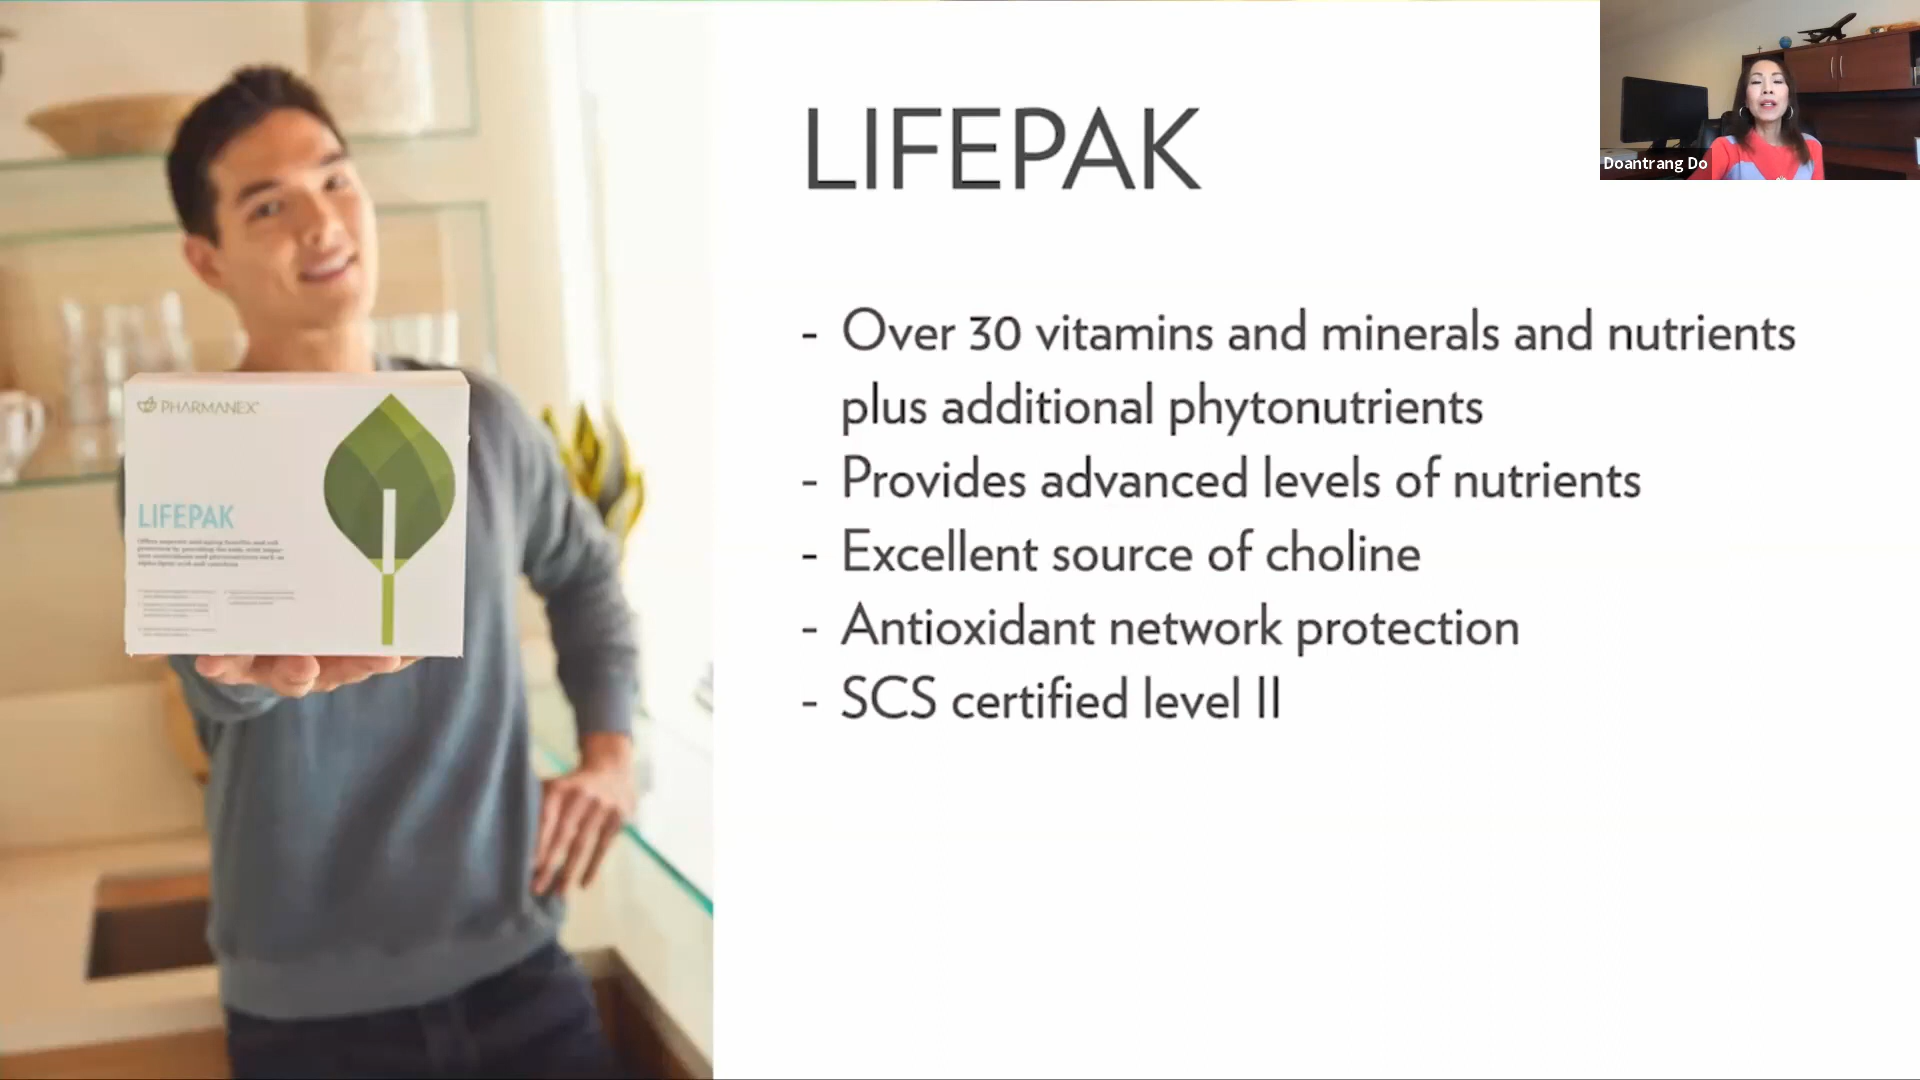 LIFEPAK
- Over 30 vitamins and minerals and nutrients
plus additional phytonutrients
- Provides advanced levels of nutrients
- Excellent source of choline
- Antioxidant network protection
- SCS certified level II
Doantrang Do
PHARMANEX
LIFEPAK